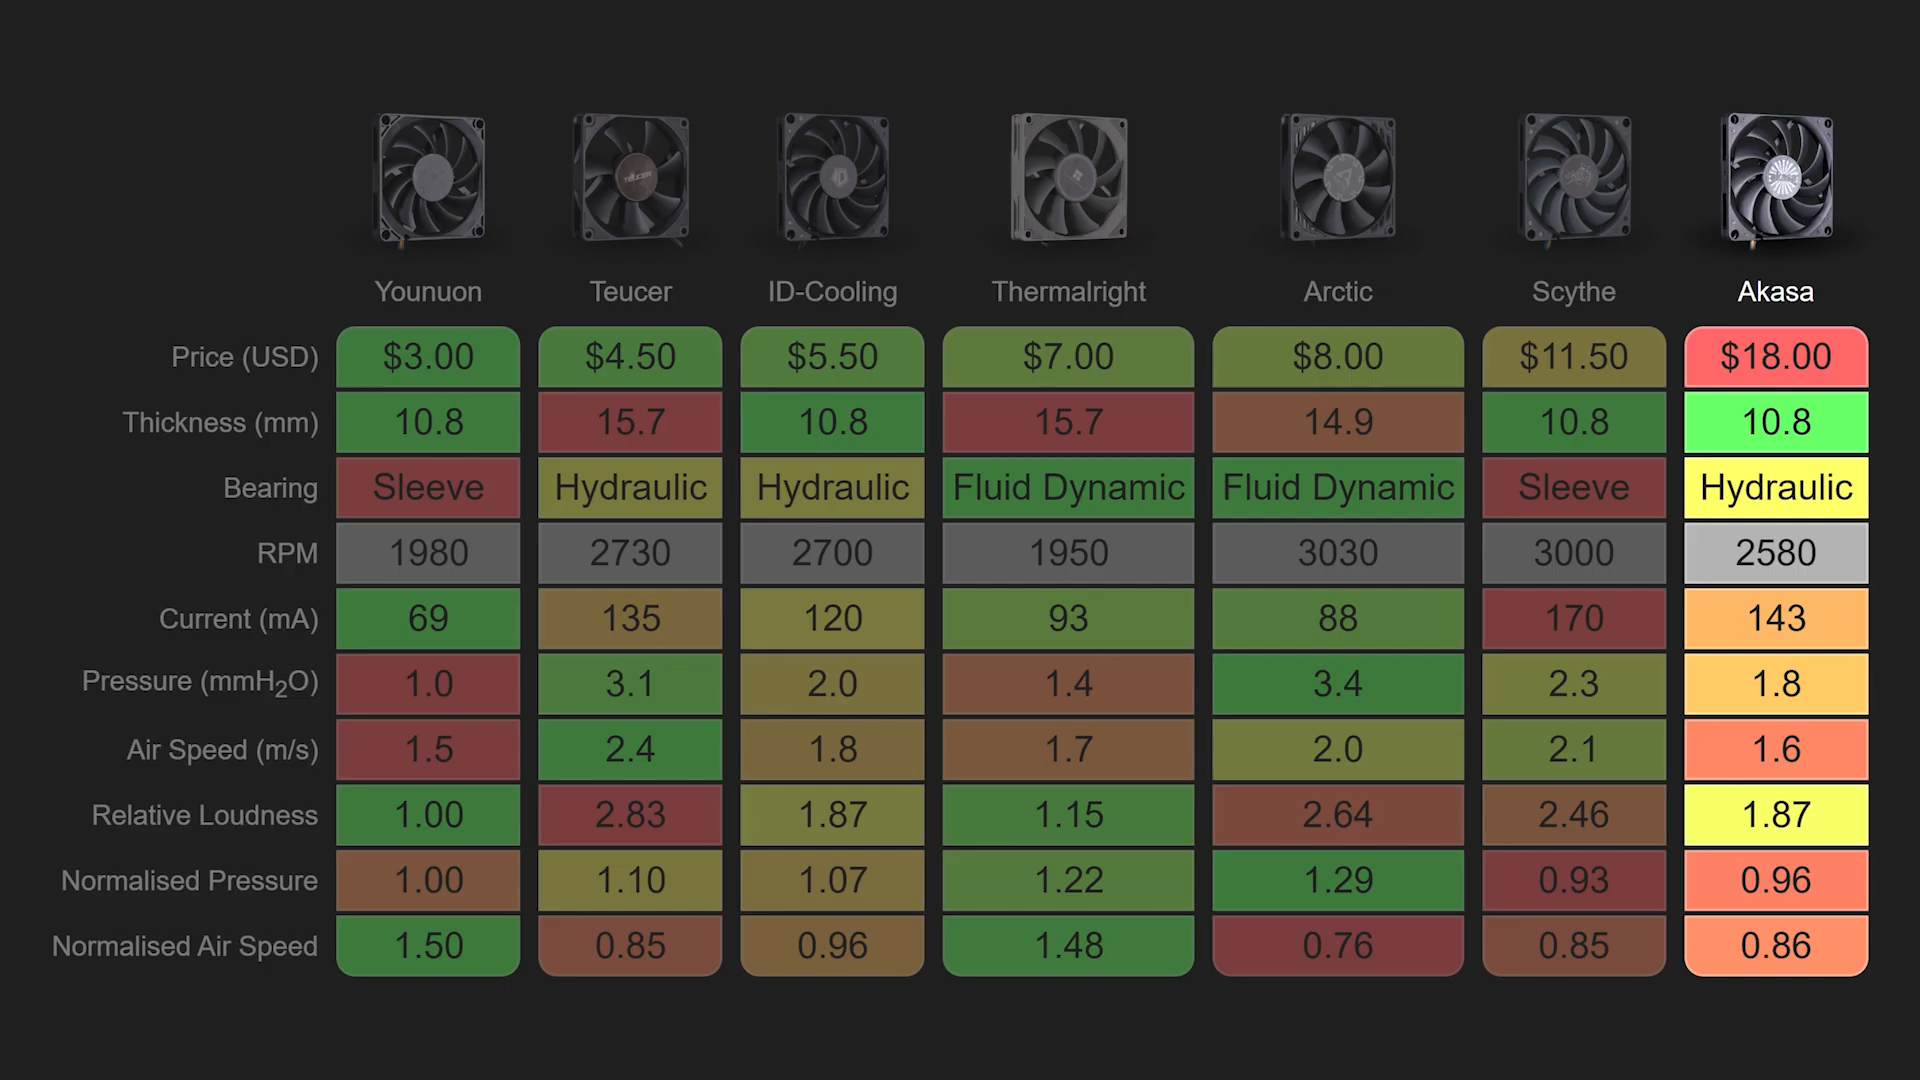 TEUCER
Younuon Teucer ID-Cooling Thermalright Arctic Scythe Akasa
Price (USD) $3.00 $4.50 $5.50 $7.00 $8.00 $11.50 $18.00
Thickness (mm) 10.8 15.7 10.8 15.7 14.9 10.8 10.8
Bearing Sleeve Hydraulic Hydraulic Fluid Dynamic Fluid Dynamic Sleeve Hydraulic
RPM 1980 2730 2700 1950 3030 3000 2580
Current (mA) 69 135 120 93 88 170 143
Pressure (mmH₂O) 1.0 3.1 2.0 1.4 3.4 2.3 1.8
Air Speed (m/s) 1.5 2.4 1.8 1.7 2.0 2.1 1.6
Relative Loudness 1.00 2.83 1.87 1.15 2.64 2.46 1.87
Normalised Pressure 1.00 1.10 1.07 1.22 1.29 0.93 0.96
Normalised Air Speed 1.50 0.85 0.96 1.48 0.76 0.85 0.86